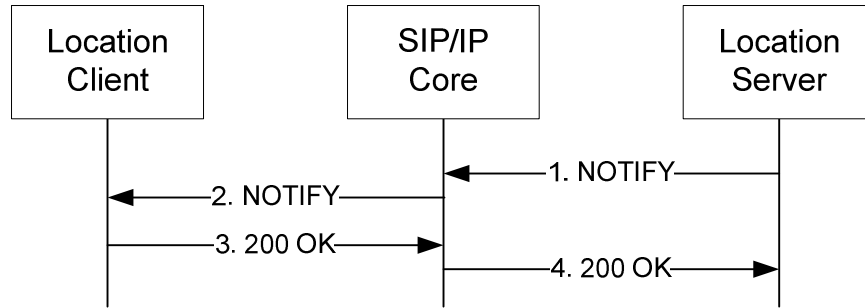 Location
Client
SIP/IP
Core
Location
Server
1. NOTIFY
2. NOTIFY
3. 200 OK
4. 200 OK